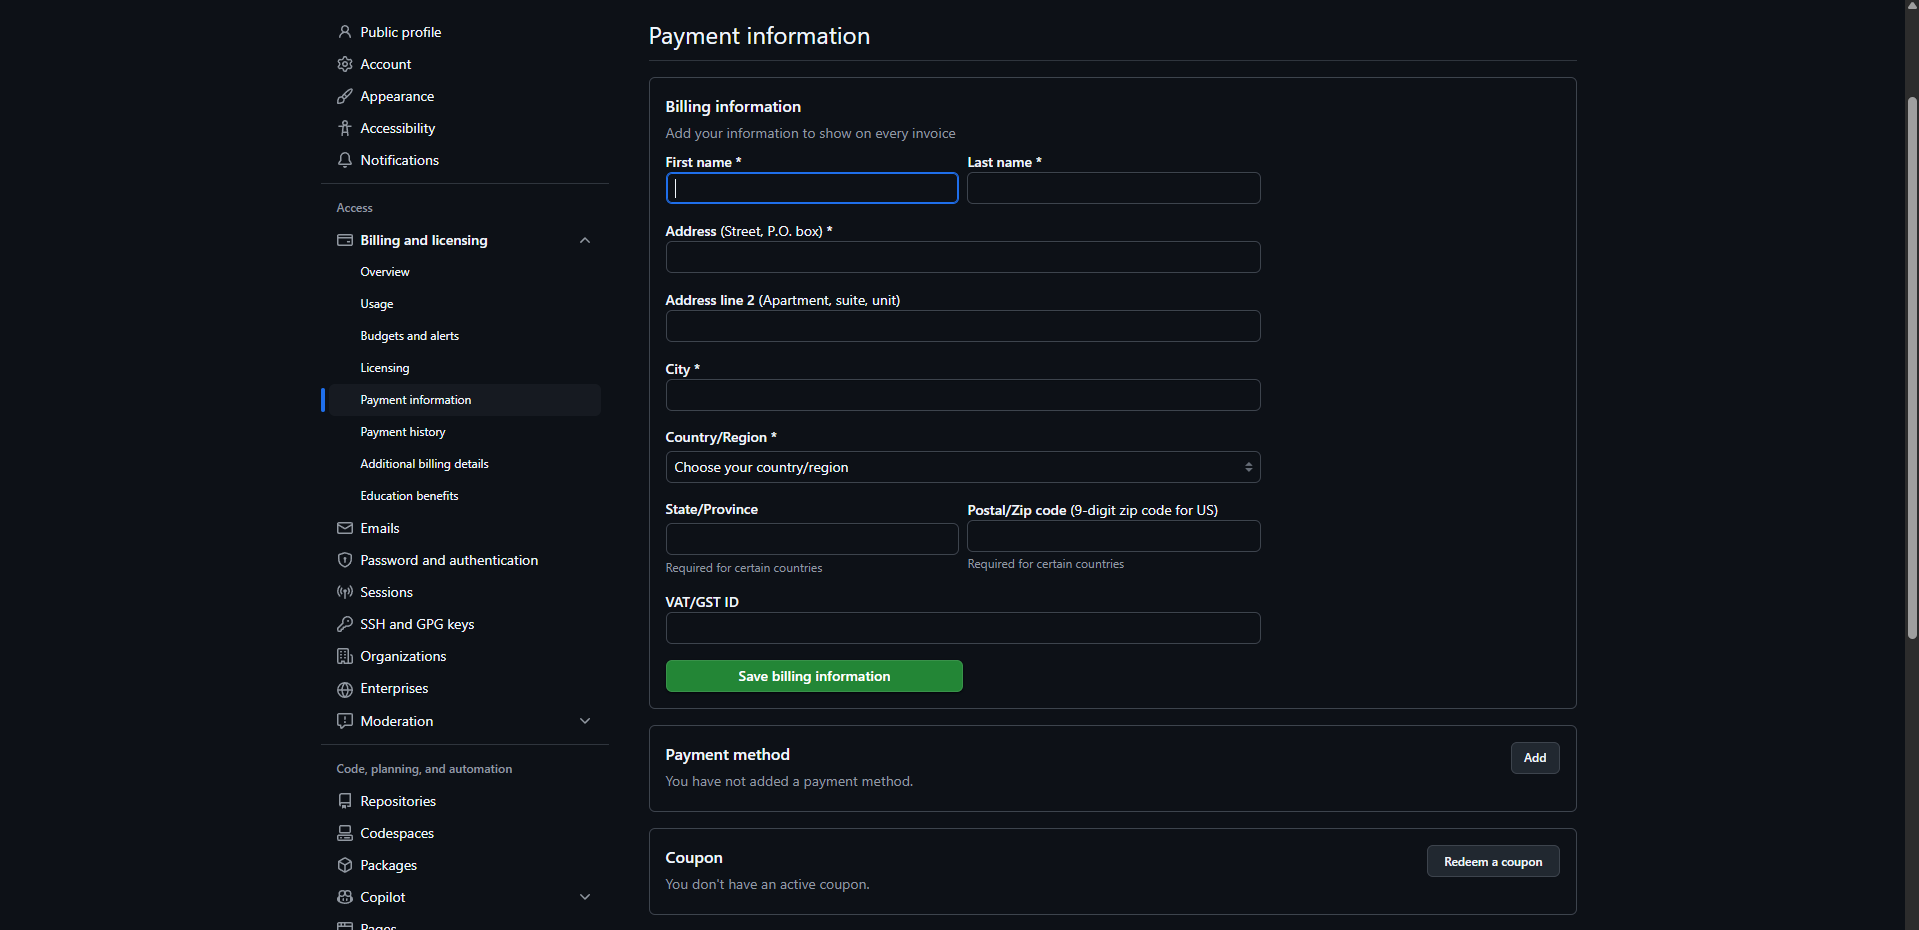 Public profile
Account
Appearance
Accessibility
Notifications
Access
Billing and licensing
Overview
Usage
Budgets and alerts
Licensing
Payment information
Payment history
Additional billing details
Education benefits
Emails
Password and authentication
Sessions
SSH and GPG keys
Organizations
Enterprises
Moderation
Code, planning, and automation
Repositories
Codespaces
Packages
Copilot
Pages
Payment information
Billing information
Add your information to show on every invoice
First name * Last name *
Address (Street, P.O. box) *
Address line 2 (Apartment, suite, unit)
City *
Country/Region *
Choose your country/region
State/Province Postal/Zip code (9-digit zip code for US)
Required for certain countries Required for certain countries
VAT/GST ID
Save billing information
Payment method
Add
You have not added a payment method.
Coupon
Redeem a coupon
You don't have an active coupon.